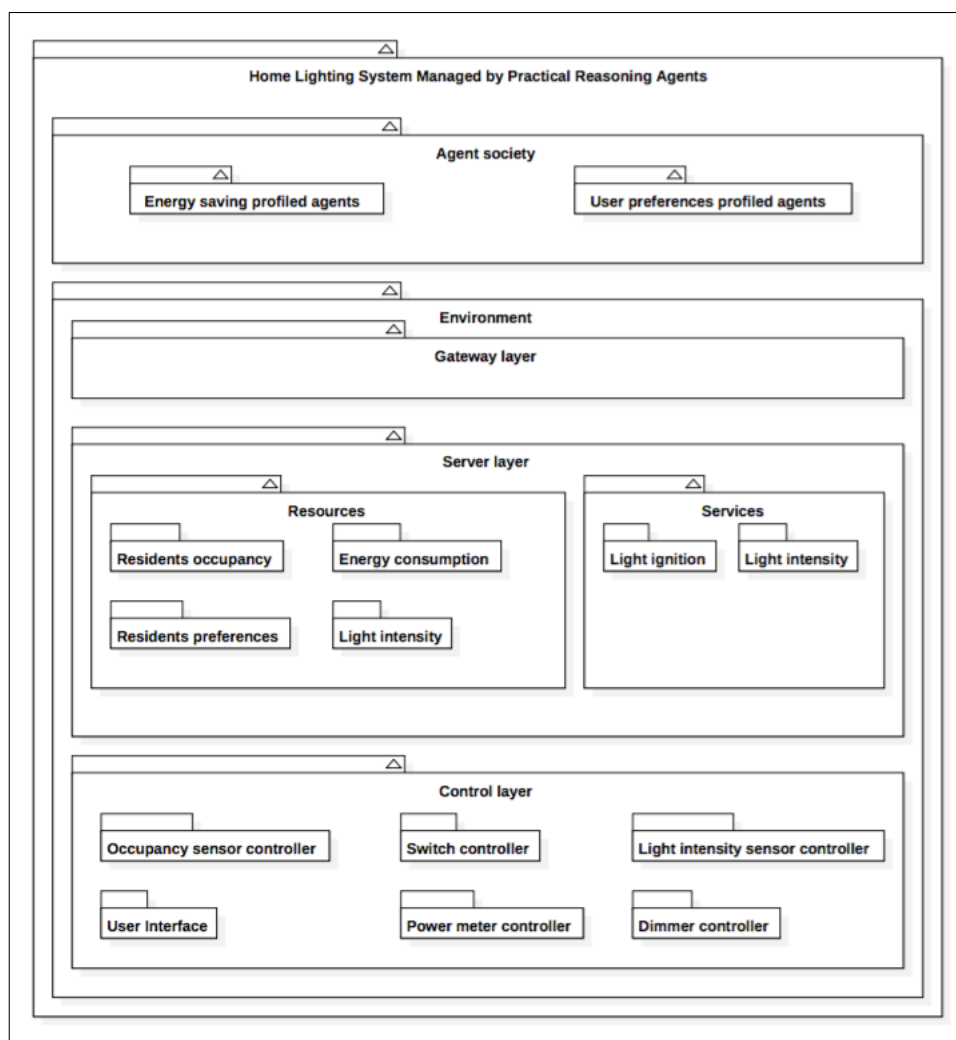 Home Lighting System Managed by Practical Reasoning Agents
Agent society
Energy saving profiled agents
User preferences profiled agents
Environment
Gateway layer
Server layer
Resources
Services
Residents occupancy
Energy consumption
Light ignition
Light intensity
Residents preferences
Light intensity
Control layer
Occupancy sensor controller
Switch controller
Light intensity sensor controller
User Interface
Power meter controller
Dimmer controller